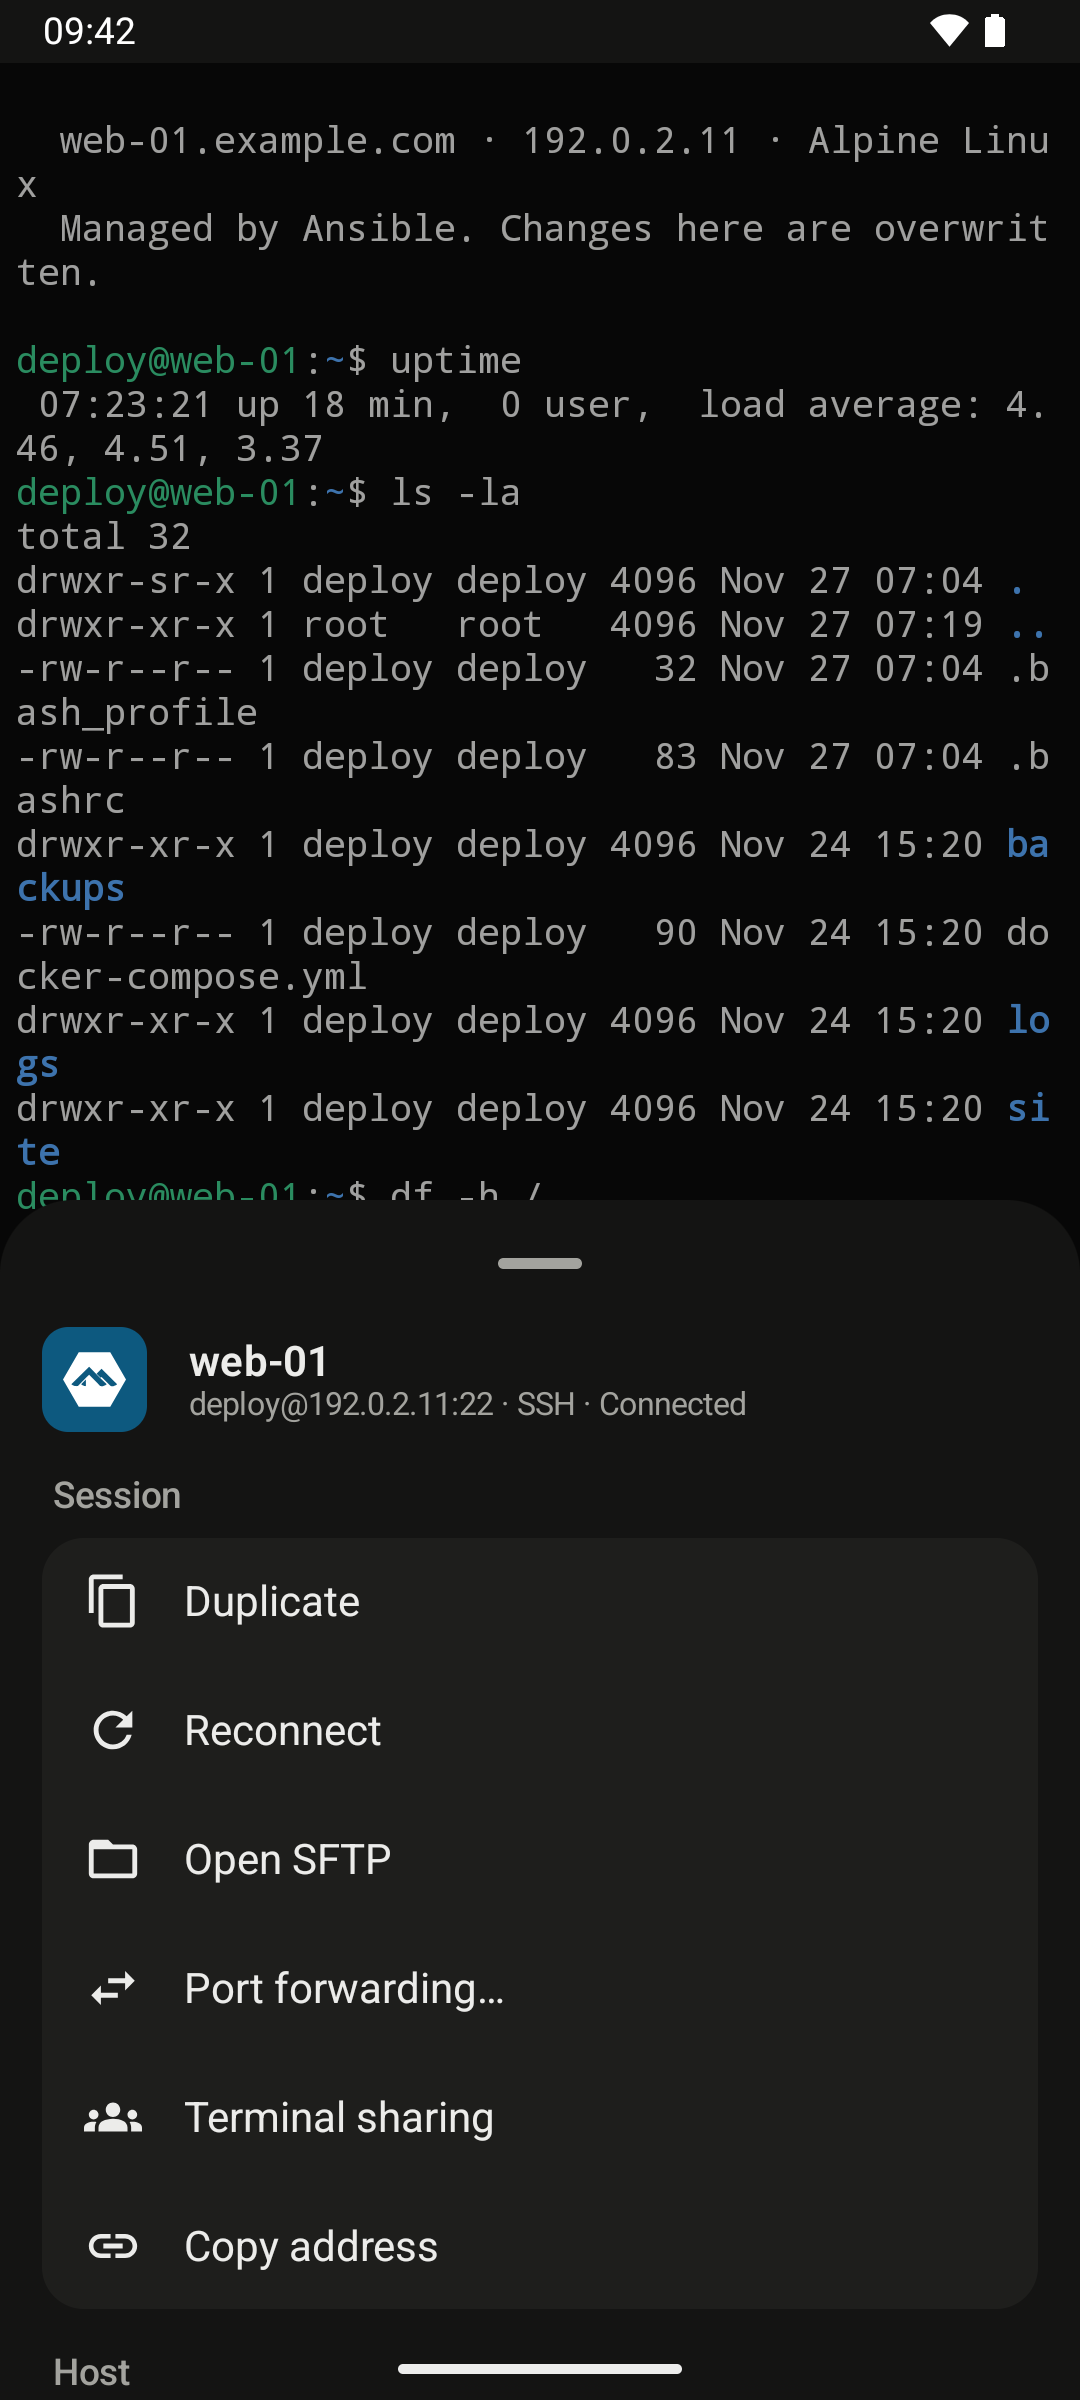 09:42
  web-01.example.com · 192.0.2.11 · Alpine Linu
x
  Managed by Ansible. Changes here are overwrit
ten.
deploy@web-01:~$ uptime
 07:23:21 up 18 min,  0 user,  load average: 4.
46, 4.51, 3.37
deploy@web-01:~$ ls -la
total 32
drwxr-sr-x 1 deploy deploy 4096 Nov 27 07:04 .
drwxr-xr-x 1 root   root   4096 Nov 27 07:19 ..
-rw-r--r-- 1 deploy deploy   32 Nov 27 07:04 .b
ash_profile
-rw-r--r-- 1 deploy deploy   83 Nov 27 07:04 .b
ashrc
drwxr-xr-x 1 deploy deploy 4096 Nov 24 15:20 ba
ckups
-rw-r--r-- 1 deploy deploy   90 Nov 24 15:20 do
cker-compose.yml
drwxr-xr-x 1 deploy deploy 4096 Nov 24 15:20 lo
gs
drwxr-xr-x 1 deploy deploy 4096 Nov 24 15:20 si
te
deploy@web-01:~$ df -h /
web-01
deploy@192.0.2.11:22 · SSH · Connected
Session
Duplicate
Reconnect
Open SFTP
Port forwarding…
Terminal sharing
Copy address
Host